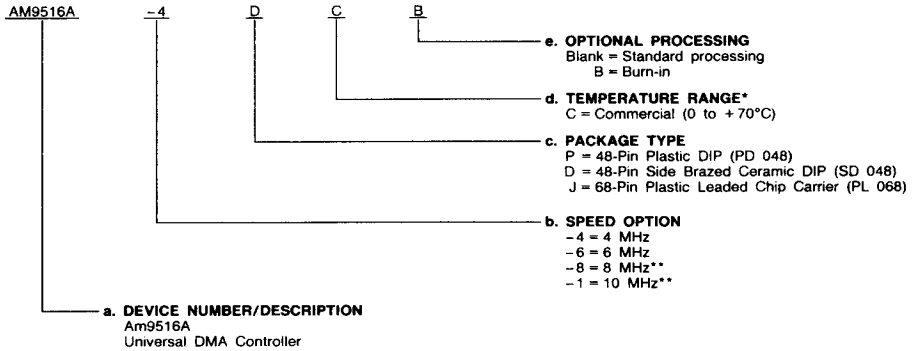 AM9516A -4 D C B
e. OPTIONAL PROCESSING
Blank = Standard processing
B = Burn-in
d. TEMPERATURE RANGE*
C = Commercial (0 to +70°C)
c. PACKAGE TYPE
P = 48-Pin Plastic DIP (PD 048)
D = 48-Pin Side Brazed Ceramic DIP (SD 048)
J = 68-Pin Plastic Leaded Chip Carrier (PL 068)
b. SPEED OPTION
-4 = 4 MHz
-6 = 6 MHz
-8 = 8 MHz**
-1 = 10 MHz**
a. DEVICE NUMBER/DESCRIPTION
Am9516A
Universal DMA Controller